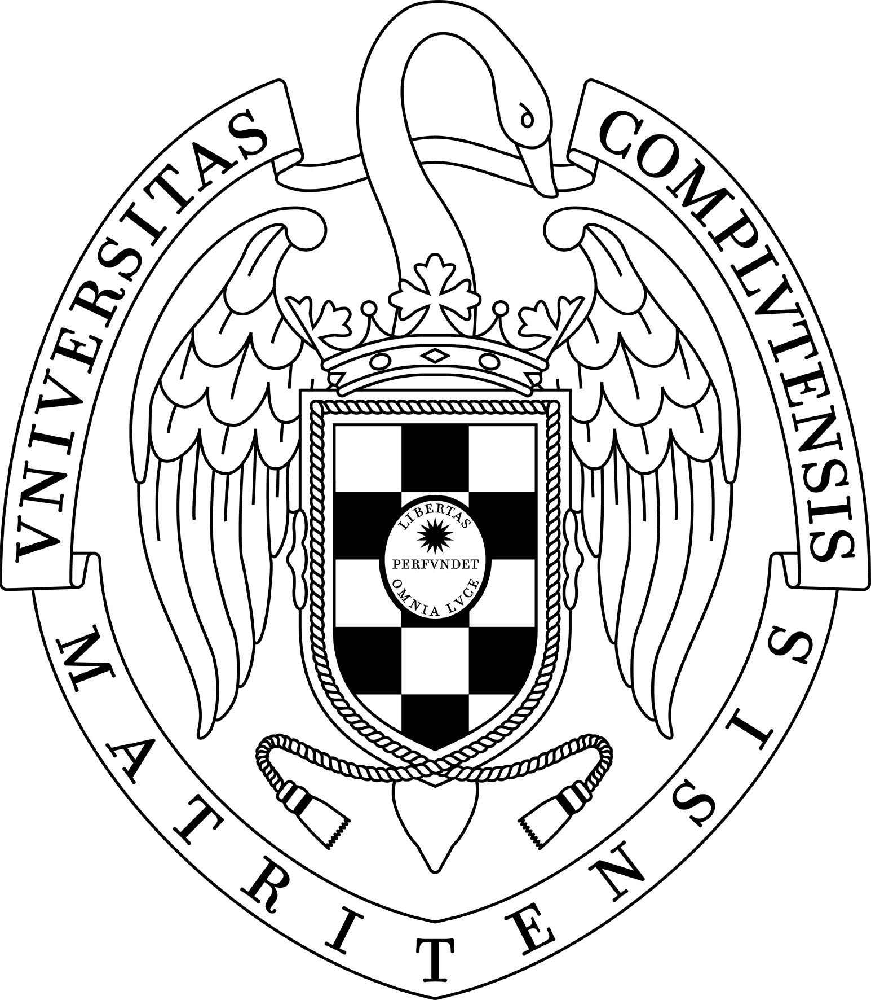 VNIVERSITAS
COMPLVTENSIS
MATRITENSIS
LIBERTAS
PERFVNDET
OMNIA LVCE